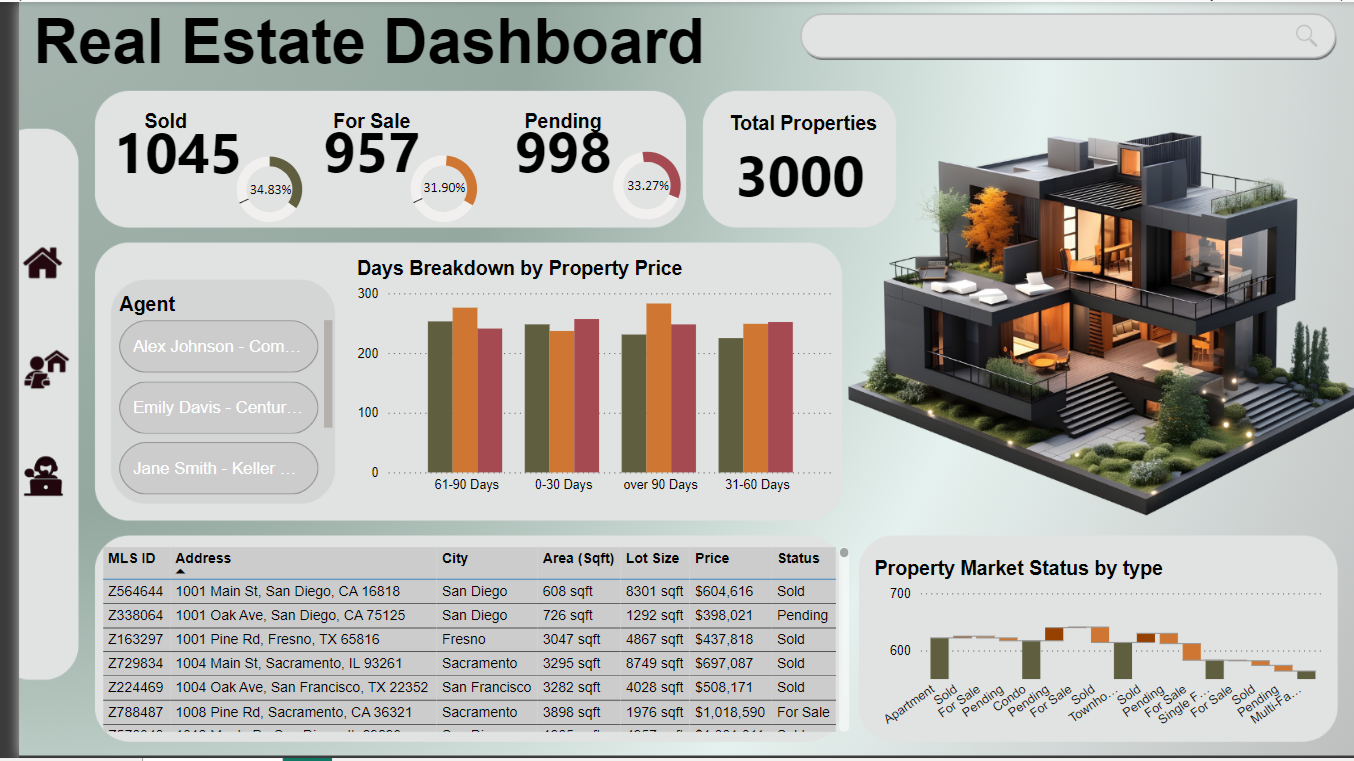 Real Estate Dashboard
Sold
1045
34.83%
For Sale
957
31.90%
Pending
998
33.27%
Total Properties
3000
Agent
Alex Johnson - Com…
Emily Davis - Centur…
Jane Smith - Keller …
Days Breakdown by Property Price
300
200
100
0
61-90 Days 0-30 Days over 90 Days 31-60 Days
MLS ID Address City Area (Sqft) Lot Size Price Status
Z564644 1001 Main St, San Diego, CA 16818 San Diego 608 sqft 8301 sqft $604,616 Sold
Z338064 1001 Oak Ave, San Diego, CA 75125 San Diego 726 sqft 1292 sqft $398,021 Pending
Z163297 1001 Pine Rd, Fresno, TX 65816 Fresno 3047 sqft 4867 sqft $437,818 Sold
Z729834 1004 Main St, Sacramento, IL 93261 Sacramento 3295 sqft 8749 sqft $697,087 Sold
Z224469 1004 Oak Ave, San Francisco, TX 22352 San Francisco 3282 sqft 4028 sqft $508,171 Sold
Z788487 1008 Pine Rd, Sacramento, CA 36321 Sacramento 3898 sqft 1976 sqft $1,018,590 For Sale
Property Market Status by type
700
600
Apartment Sold For Sale Pending Condo Pending For Sale Sold Townho… Sold Pending For Sale Single F… For Sale Sold Pending Multi-Fa…